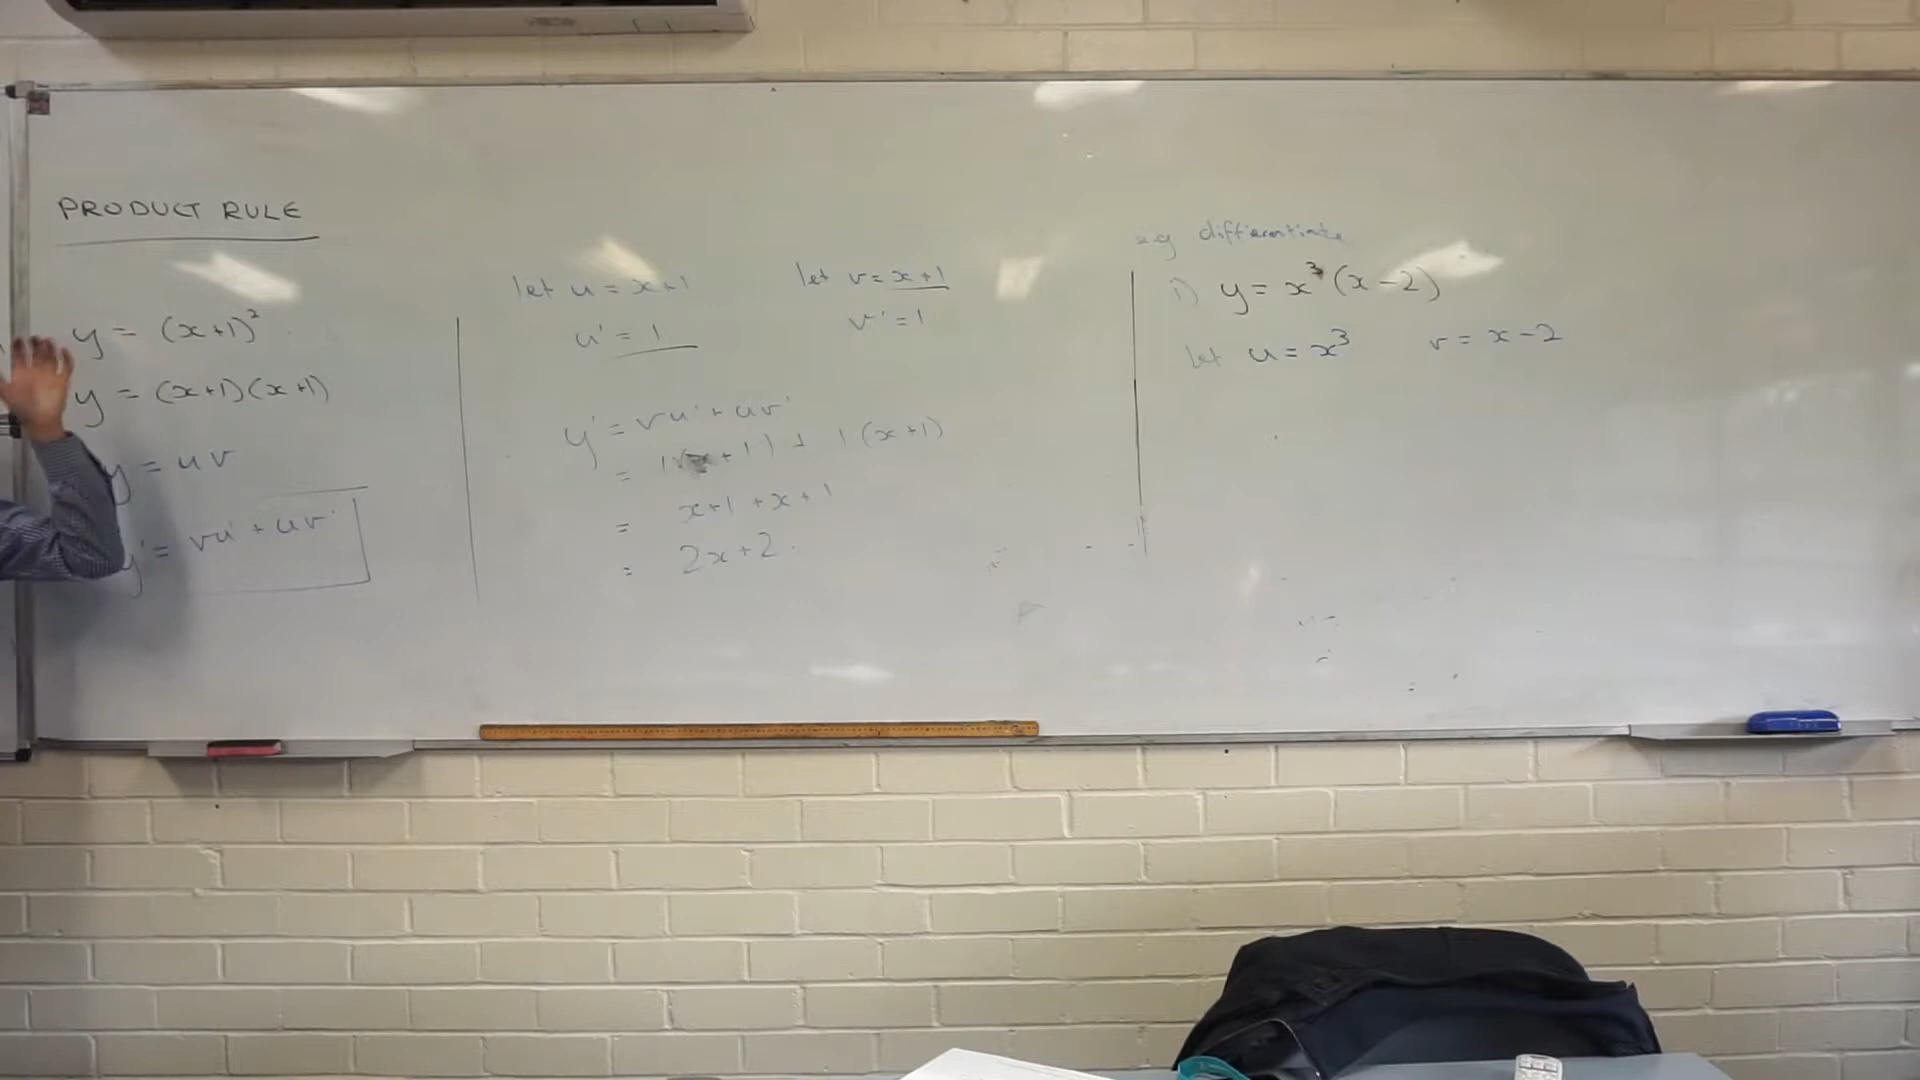 PRODUCT RULE
y = (x+1)²
y = (x+1)(x+1)
y = uv
y' = vu' + uv'
let u = x+1
u' = 1
let v = x+1
v' = 1
y' = vu' + uv'
= 1(x+1) + 1(x+1)
= x+1 + x+1
= 2x+2.
eg differentiate
i) y = x³(x-2)
let u = x³ v = x-2